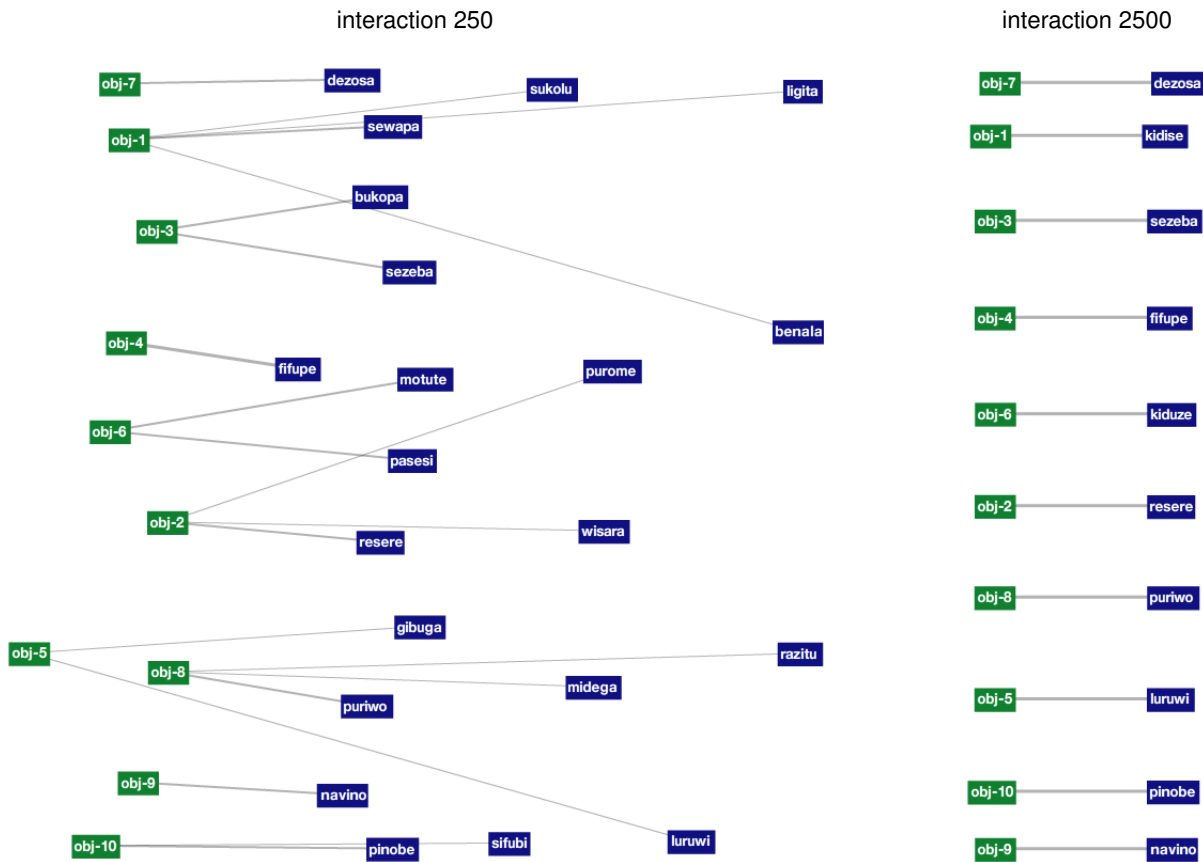 interaction 250
obj-7
dezosa
sukolu
ligita
obj-1
sewapa
bukopa
obj-3
sezeba
benala
obj-4
fifupe
motute
purome
obj-6
pasesi
obj-2
resere
wisara
gibuga
obj-5
obj-8
razitu
midega
puriwo
obj-9
navino
obj-10
pinobe
sifubi
luruwi
interaction 2500
obj-7
dezosa
obj-1
kidise
obj-3
sezeba
obj-4
fifupe
obj-6
kiduze
obj-2
resere
obj-8
puriwo
obj-5
luruwi
obj-10
pinobe
obj-9
navino